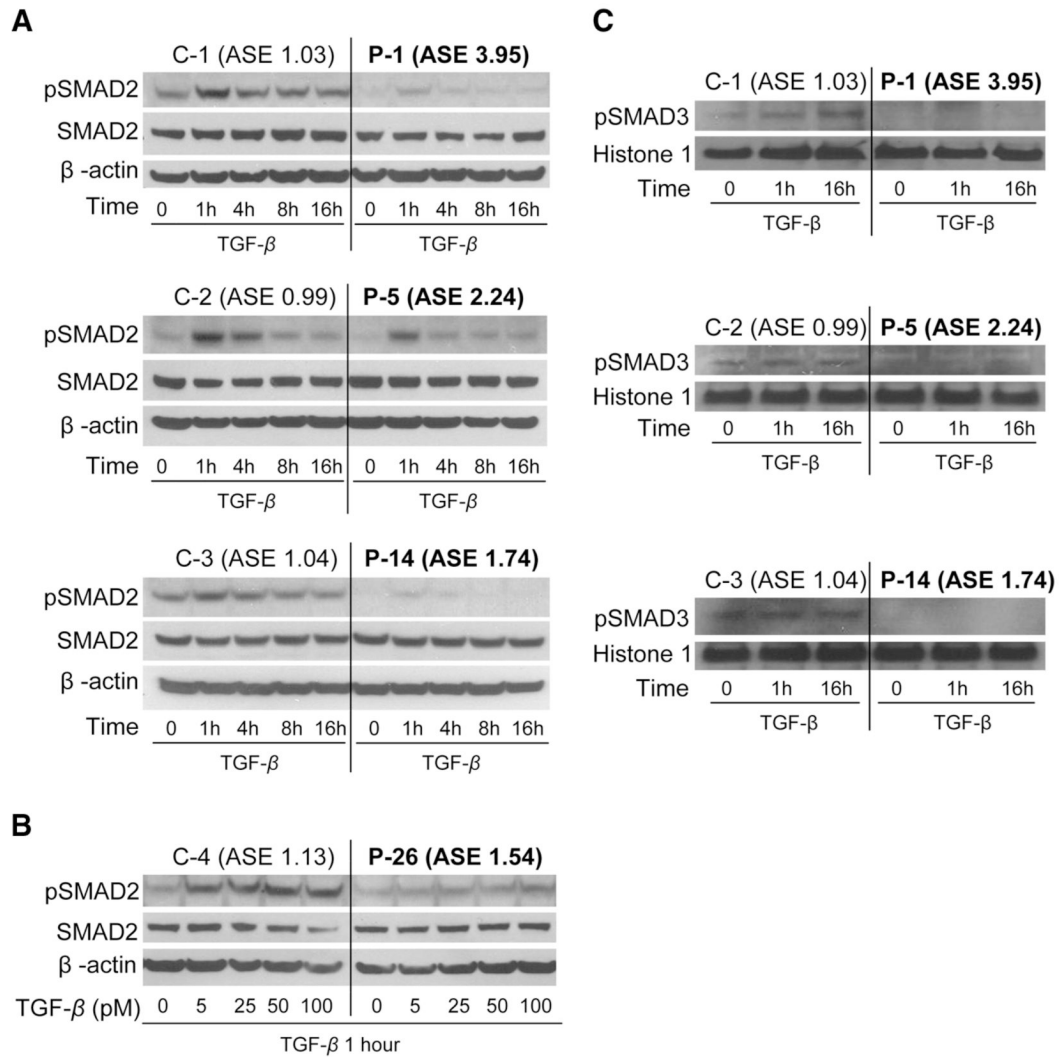 A
C-1 (ASE 1.03) P-1 (ASE 3.95)
pSMAD2
SMAD2
β -actin
Time 0 1h 4h 8h 16h 0 1h 4h 8h 16h
TGF-β TGF-β
C-2 (ASE 0.99) P-5 (ASE 2.24)
pSMAD2
SMAD2
β -actin
Time 0 1h 4h 8h 16h 0 1h 4h 8h 16h
TGF-β TGF-β
C-3 (ASE 1.04) P-14 (ASE 1.74)
pSMAD2
SMAD2
β -actin
Time 0 1h 4h 8h 16h 0 1h 4h 8h 16h
TGF-β TGF-β
B
C-4 (ASE 1.13) P-26 (ASE 1.54)
pSMAD2
SMAD2
β -actin
TGF-β (pM) 0 5 25 50 100 0 5 25 50 100
TGF-β 1 hour
C
C-1 (ASE 1.03) P-1 (ASE 3.95)
pSMAD3
Histone 1
Time 0 1h 16h 0 1h 16h
TGF-β TGF-β
C-2 (ASE 0.99) P-5 (ASE 2.24)
pSMAD3
Histone 1
Time 0 1h 16h 0 1h 16h
TGF-β TGF-β
C-3 (ASE 1.04) P-14 (ASE 1.74)
pSMAD3
Histone 1
Time 0 1h 16h 0 1h 16h
TGF-β TGF-β